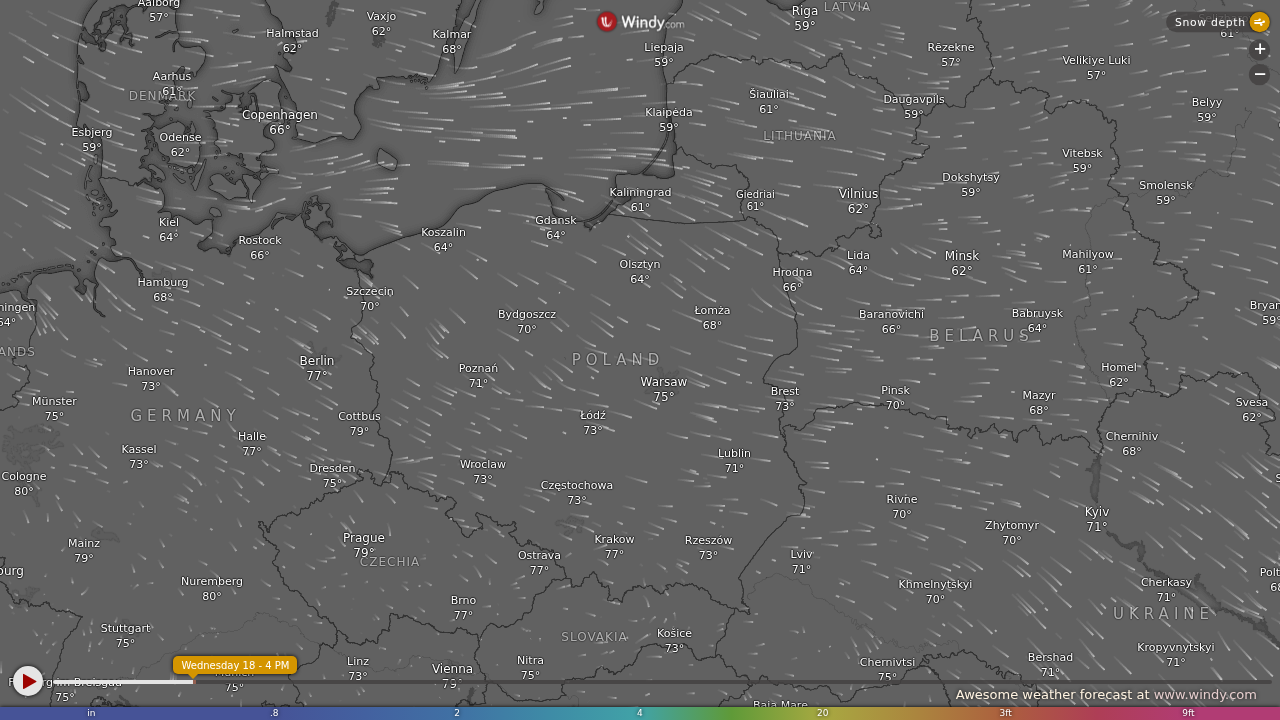 Aalborg
57°
Vaxjo
62°
Windy.com
Riga
59°
LATVIA
Snow depth
61°
Halmstad
62°
Kalmar
68°
Liepaja
59°
Rēzekne
57°
Velikiye Luki
57°
+
−
Aarhus
61°
DENMARK
Copenhagen
66°
Klaipėda
59°
Šiauliai
61°
Daugavpils
59°
Belyy
59°
Esbjerg
59°
Odense
62°
LITHUANIA
Vitebsk
59°
Kaliningrad
61°
Giedriai
61°
Vilnius
62°
Dokshytsy
59°
Smolensk
59°
Kiel
64°
Rostock
66°
Koszalin
64°
Gdansk
64°
Olsztyn
64°
Hrodna
66°
Lida
64°
Minsk
62°
Mahilyow
61°
Hamburg
68°
Szczecin
70°
Bydgoszcz
70°
Łomża
68°
Baranovichi
66°
Babruysk
64°
BELARUS
Berlin
77°
Poznań
71°
POLAND
Warsaw
75°
Brest
73°
Pinsk
70°
Homel
62°
Mazyr
68°
Svesa
62°
Hanover
73°
Münster
75°
GERMANY
Cottbus
79°
Łódź
73°
Halle
77°
Kassel
73°
Cologne
80°
Dresden
75°
Wroclaw
73°
Lublin
71°
Chernihiv
68°
Częstochowa
73°
Rivne
70°
Kyiv
71°
Zhytomyr
70°
Mainz
79°
Prague
79°
CZECHIA
Krakow
77°
Ostrava
77°
Rzeszów
73°
Lviv
71°
Nuremberg
80°
Brno
77°
Khmelnytskyi
70°
Cherkasy
71°
UKRAINE
Stuttgart
75°
SLOVAKIA
Košice
73°
Kropyvnytskyi
71°
Linz
73°
Vienna
79°
Nitra
75°
Chernivtsi
75°
Bershad
71°
Wednesday 18 - 4 PM
75°
75°
Baia Mare
Awesome weather forecast at www.windy.com
in .8 2 4 20 3ft 9ft